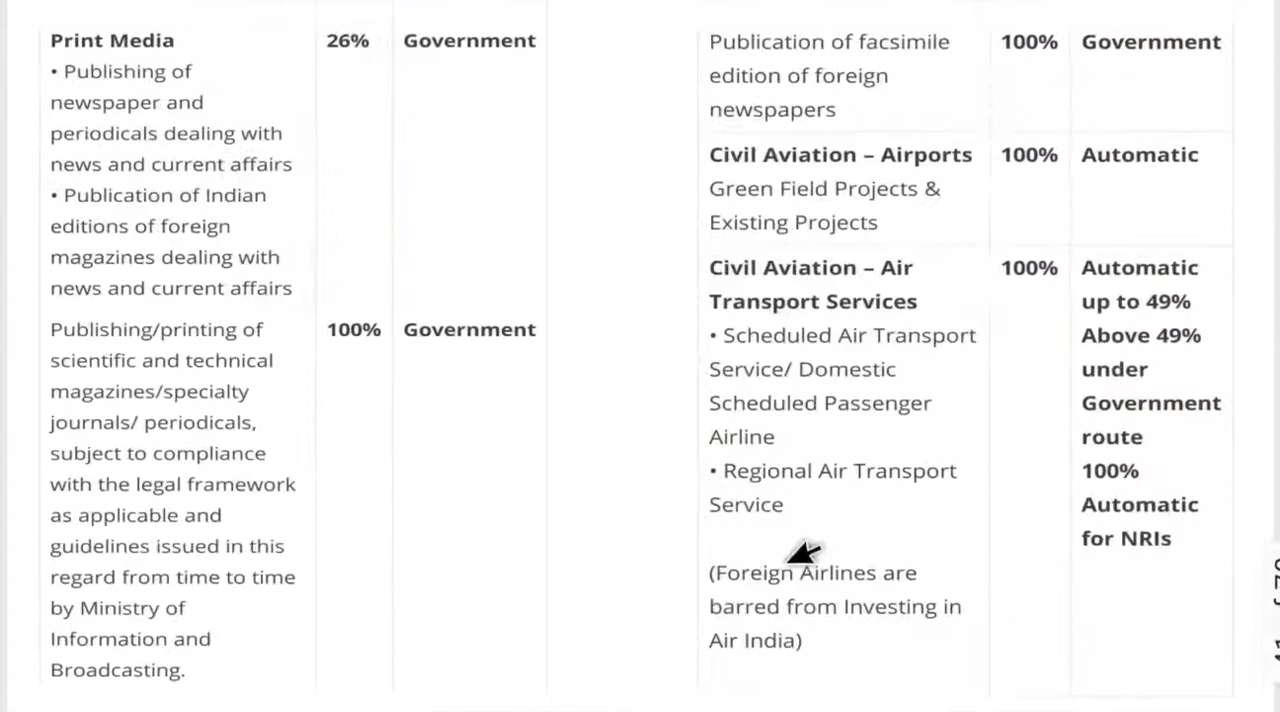 Print Media 26% Government
• Publishing of
newspaper and
periodicals dealing with
news and current affairs
• Publication of Indian
editions of foreign
magazines dealing with
news and current affairs
Publishing/printing of 100% Government
scientific and technical
magazines/specialty
journals/ periodicals,
subject to compliance
with the legal framework
as applicable and
guidelines issued in this
regard from time to time
by Ministry of
Information and
Broadcasting.
Publication of facsimile 100% Government
edition of foreign
newspapers
Civil Aviation – Airports 100% Automatic
Green Field Projects &
Existing Projects
Civil Aviation – Air 100% Automatic
Transport Services up to 49%
• Scheduled Air Transport Above 49%
Service/ Domestic under
Scheduled Passenger Government
Airline route
• Regional Air Transport 100%
Service Automatic
for NRIs
(Foreign Airlines are
barred from Investing in
Air India)